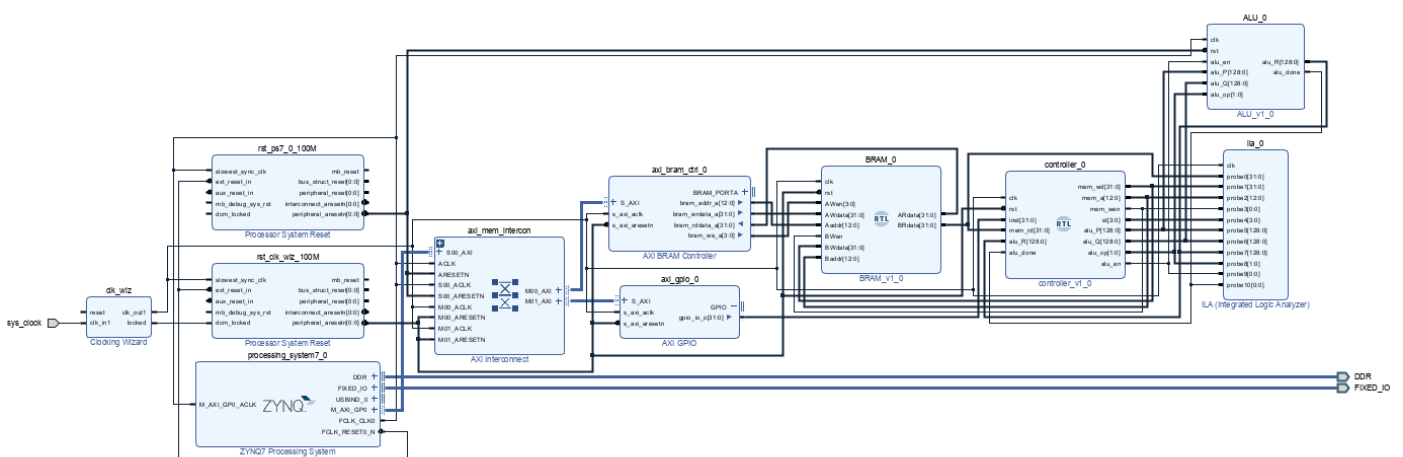 ALU_0
clk
rst
alu_en
alu_P[128:0]
alu_Q[128:0]
alu_op[1:0]
alu_R[128:0]
alu_done
ALU_v1_0
rst_ps7_0_100M
slowest_sync_clk
ext_reset_in
aux_reset_in
mb_debug_sys_rst
dcm_locked
mb_reset
bus_struct_reset[0:0]
peripheral_reset[0:0]
interconnect_aresetn[0:0]
peripheral_aresetn[0:0]
Processor System Reset
rst_clk_wiz_100M
slowest_sync_clk
ext_reset_in
aux_reset_in
mb_debug_sys_rst
dcm_locked
mb_reset
bus_struct_reset[0:0]
peripheral_reset[0:0]
interconnect_aresetn[0:0]
peripheral_aresetn[0:0]
Processor System Reset
sys_clock
clk_wiz
reset
clk_in1
clk_out1
locked
Clocking Wizard
processing_system7_0
M_AXI_GP0_ACLK
ZYNQ
DDR
FIXED_IO
USBIND_0
M_AXI_GP0
FCLK_CLK0
FCLK_RESET0_N
ZYNQ7 Processing System
axi_mem_intercon
S00_AXI
ACLK
ARESETN
S00_ACLK
S00_ARESETN
M00_ACLK
M00_ARESETN
M01_ACLK
M01_ARESETN
M00_AXI
M01_AXI
AXI Interconnect
axi_bram_ctrl_0
S_AXI
s_axi_aclk
s_axi_aresetn
BRAM_PORTA
bram_addr_a[12:0]
bram_wrdata_a[31:0]
bram_rddata_a[31:0]
bram_we_a[3:0]
AXI BRAM Controller
axi_gpio_0
S_AXI
s_axi_aclk
s_axi_aresetn
GPIO
gpio_io_o[31:0]
AXI GPIO
BRAM_0
clk
rst
AWen[3:0]
AWdata[31:0]
Aaddr[12:0]
BWen
BWdata[31:0]
Baddr[12:0]
RTL
ARdata[31:0]
BRdata[31:0]
BRAM_v1_0
controller_0
clk
rst
inst[31:0]
mem_rd[31:0]
alu_R[128:0]
alu_done
RTL
mem_wd[31:0]
mem_a[12:0]
mem_wen
st[3:0]
alu_P[128:0]
alu_Q[128:0]
alu_op[1:0]
alu_en
controller_v1_0
ila_0
clk
probe0[31:0]
probe1[31:0]
probe2[12:0]
probe3[0:0]
probe4[3:0]
probe5[128:0]
probe6[128:0]
probe7[128:0]
probe8[1:0]
probe9[0:0]
probe10[0:0]
ILA (Integrated Logic Analyzer)
DDR
FIXED_IO